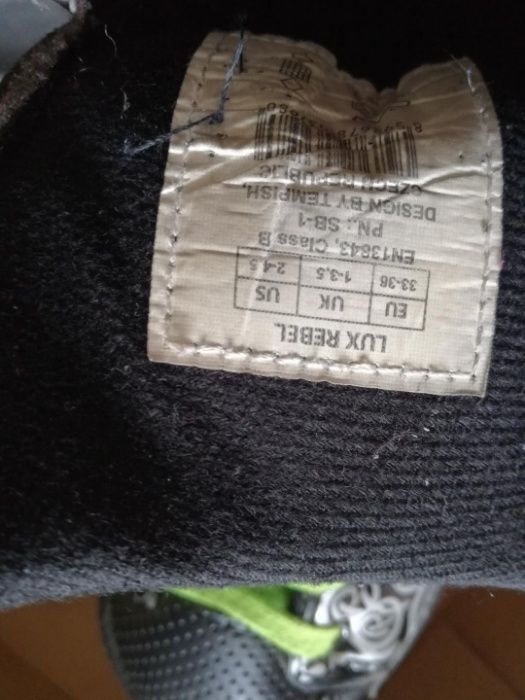 LUX REBEL
EU UK US
33-36 1-3.5 2-4.5
EN13843, Class B
PN.: SB-1
DESIGN BY TEMPISH,
CZECH REPUBLIC